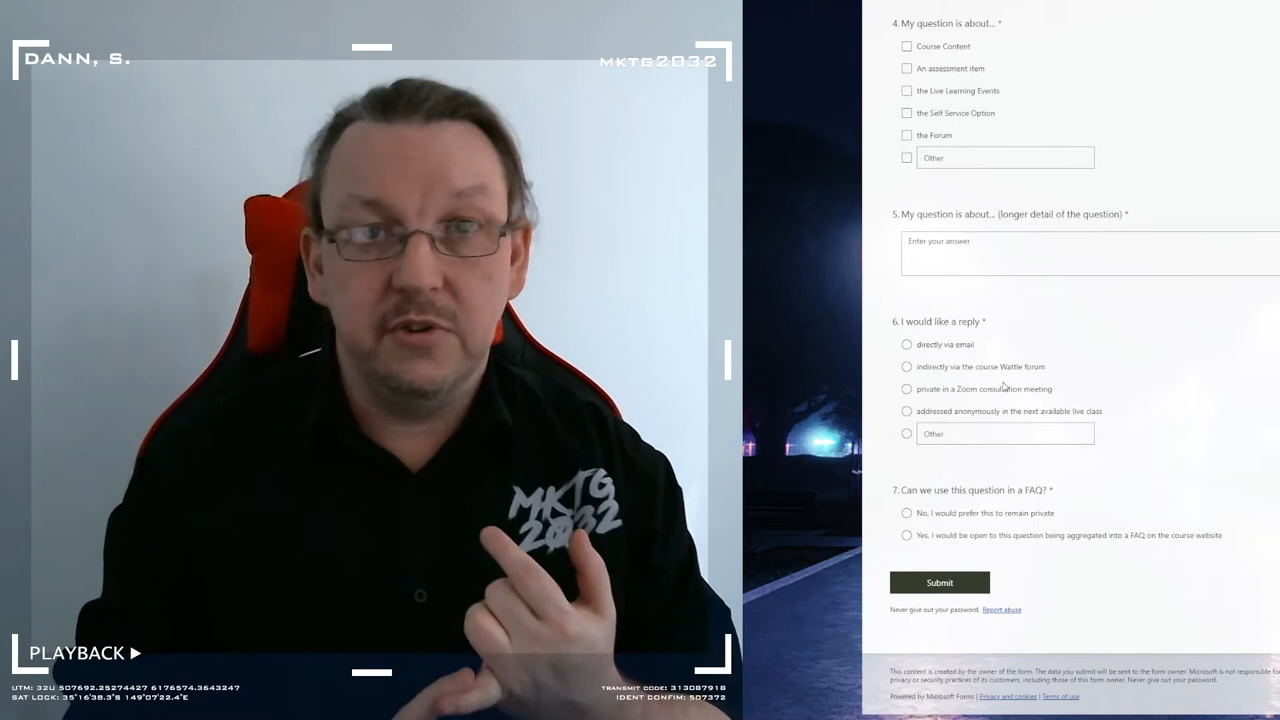 DANN, S.
MKTG2032
MKTG
2032
PLAYBACK
UTM: 32U 507692.25274427 6176574.3643247
SAT LOCK: 35°16'38.3"S 149°07'22.4"E
TRANSMIT CODE: 313087918
IDENT CONFIM: 507372
4. My question is about... *
Course Content
An assessment item
the Live Learning Events
the Self Service Option
the Forum
Other
5. My question is about... (longer detail of the question) *
Enter your answer
6. I would like a reply *
directly via email
indirectly via the course Wattle forum
private in a Zoom consultation meeting
addressed anonymously in the next available live class
Other
7. Can we use this question in a FAQ? *
No, I would prefer this to remain private
Yes, I would be open to this question being aggregated into a FAQ on the course website
Submit
Never give out your password. Report abuse
This content is created by the owner of the form. The data you submit will be sent to the form owner. Microsoft is not responsible for
privacy or security practices of its customers, including those of this form owner. Never give out your password.
Powered by Microsoft Forms | Privacy and cookies | Terms of use